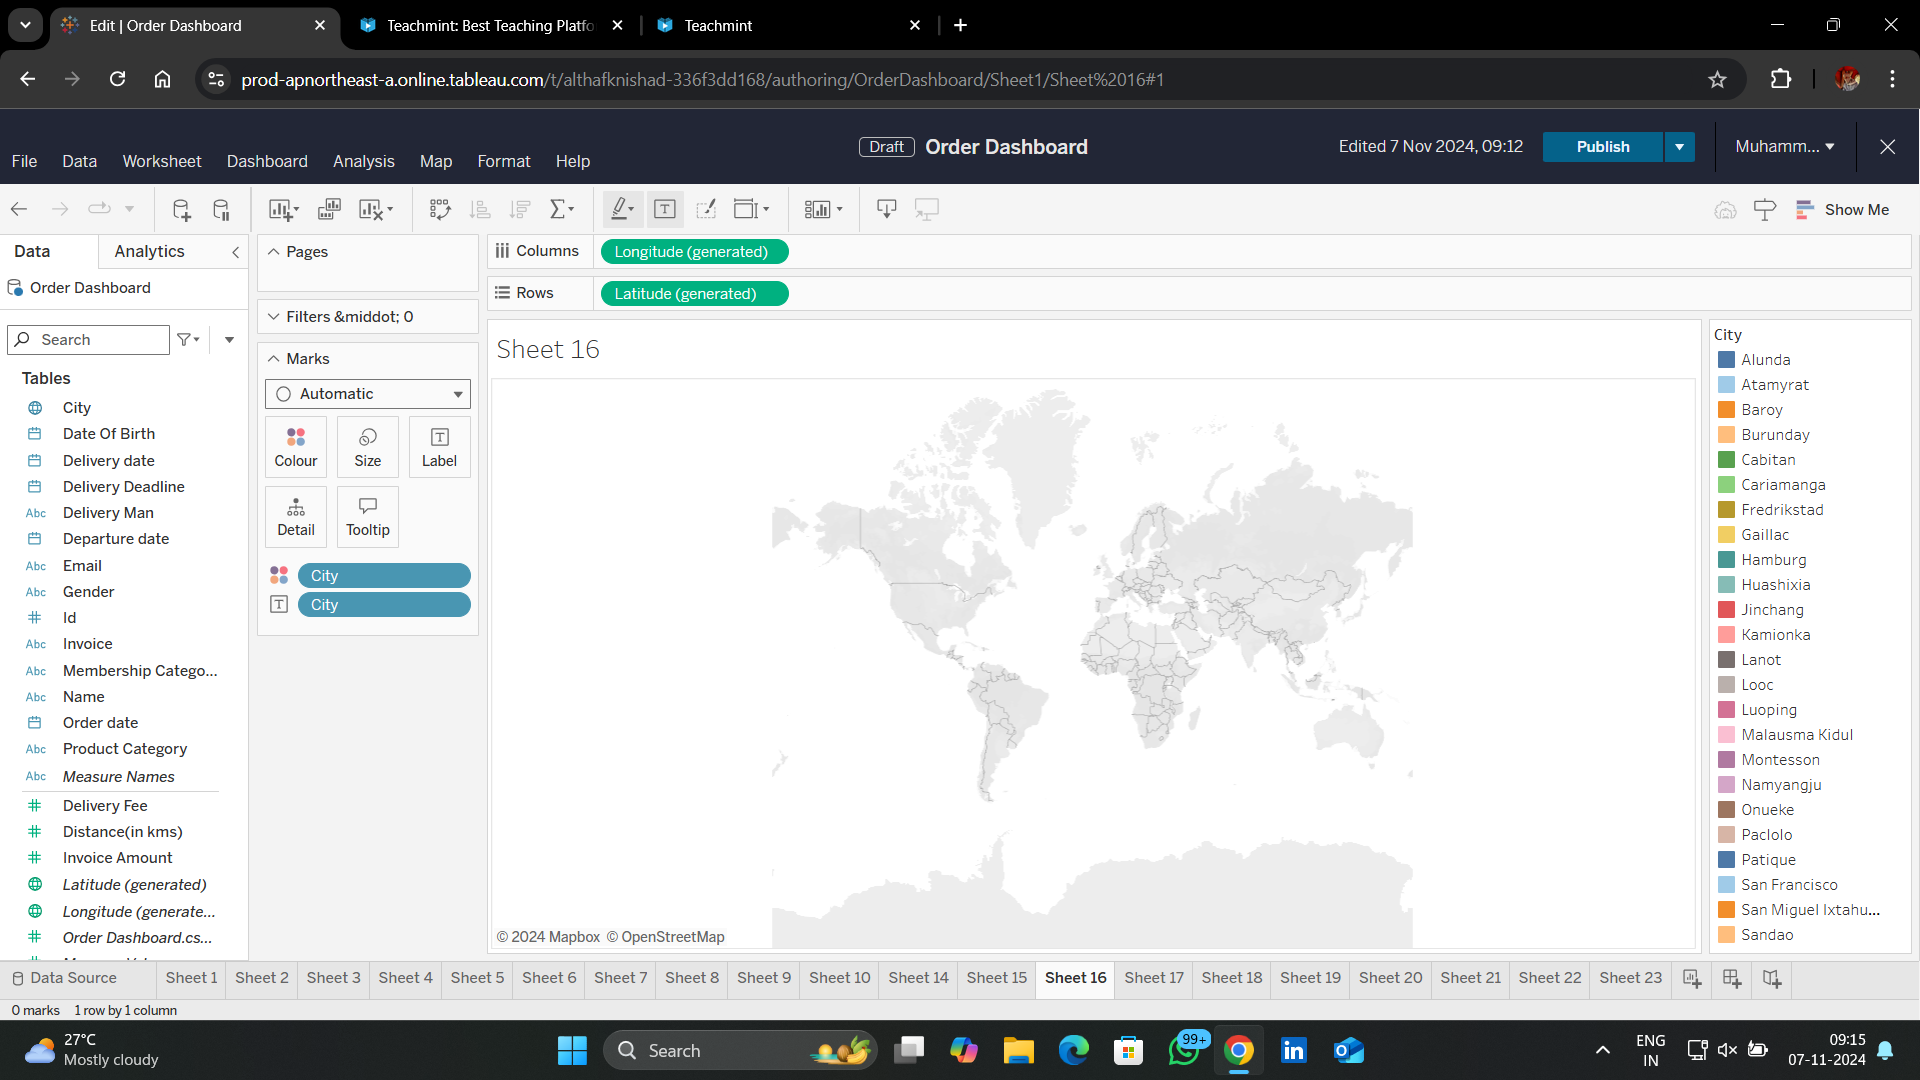 Edit | Order Dashboard
Teachmint: Best Teaching Platfo
Teachmint
prod-apnortheast-a.online.tableau.com/t/althafknishad-336f3dd168/authoring/OrderDashboard/Sheet1/Sheet%2016#1
File Data Worksheet Dashboard Analysis Map Format Help
Draft Order Dashboard
Edited 7 Nov 2024, 09:12
Publish
Muhamm...
Show Me
Data
Analytics
Order Dashboard
Search
Tables
City
Date Of Birth
Delivery date
Delivery Deadline
Abc Delivery Man
Departure date
Abc Email
Abc Gender
Id
Abc Invoice
Abc Membership Catego...
Abc Name
Order date
Abc Product Category
Abc Measure Names
Delivery Fee
Distance(in kms)
Invoice Amount
Latitude (generated)
Longitude (generate...
Order Dashboard.cs...
Pages
Filters &middot; 0
Marks
Automatic
Colour
Size
Label
Detail
Tooltip
City
T City
Columns
Longitude (generated)
Rows
Latitude (generated)
Sheet 16
© 2024 Mapbox © OpenStreetMap
City
Alunda
Atamyrat
Baroy
Burunday
Cabitan
Cariamanga
Fredrikstad
Gaillac
Hamburg
Huashixia
Jinchang
Kamionka
Lanot
Looc
Luoping
Malausma Kidul
Montesson
Namyangju
Onueke
Paclolo
Patique
San Francisco
San Miguel Ixtahu...
Sandao
Data Source Sheet 1 Sheet 2 Sheet 3 Sheet 4 Sheet 5 Sheet 6 Sheet 7 Sheet 8 Sheet 9 Sheet 10 Sheet 14 Sheet 15 Sheet 16 Sheet 17 Sheet 18 Sheet 19 Sheet 20 Sheet 21 Sheet 22 Sheet 23
0 marks 1 row by 1 column
27°C
Mostly cloudy
Search
99+
ENG
IN
09:15
07-11-2024